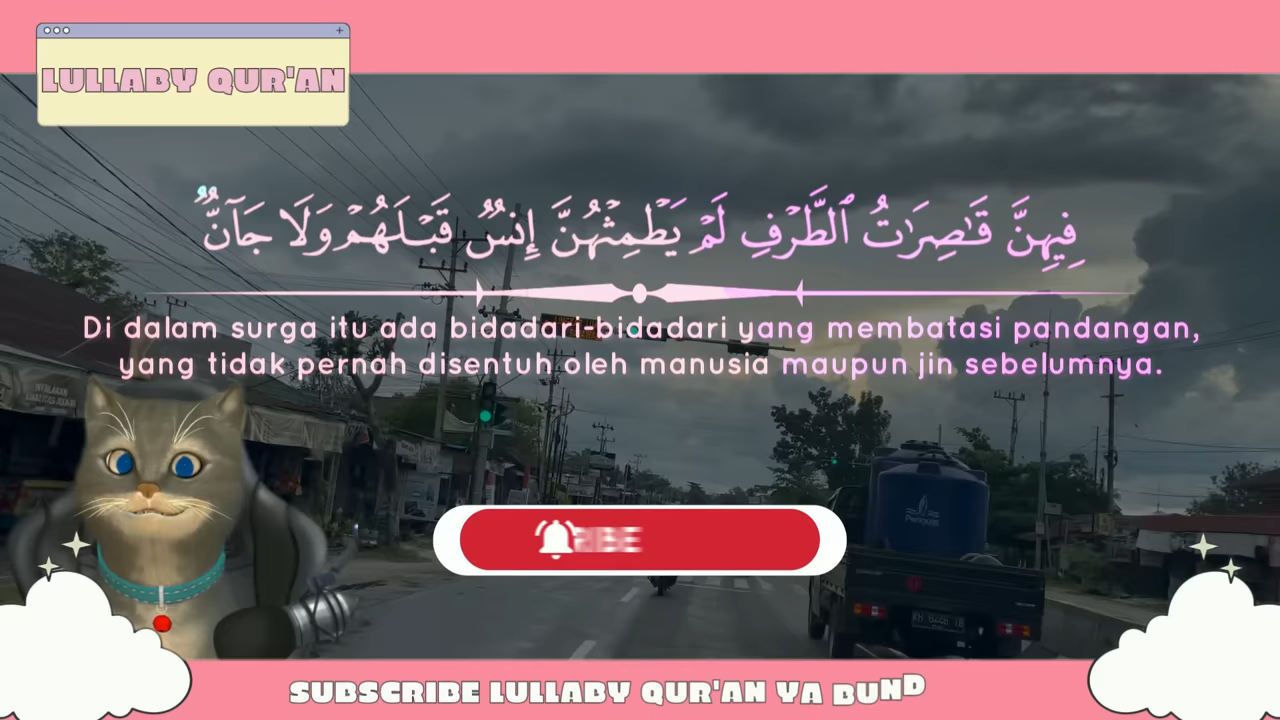 LULLABY QUR'AN
فِيهِنَّ قَٰصِرَٰتُ ٱلطَّرْفِ لَمْ يَطْمِثْهُنَّ إِنسٌ قَبْلَهُمْ وَلَا جَآنٌّ
Di dalam surga itu ada bidadari-bidadari yang membatasi pandangan,
yang tidak pernah disentuh oleh manusia maupun jin sebelumnya.
Penguin
SUBSCRIBE LULLABY QUR'AN YA BUND